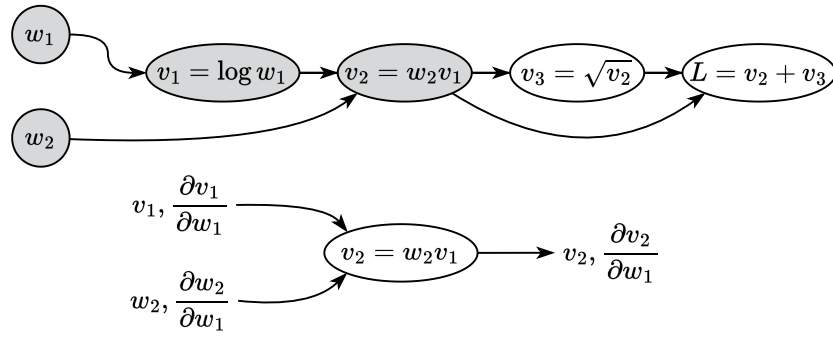 w₁
v₁ = log w₁
v₂ = w₂v₁
v₃ = √v₂
L = v₂ + v₃
w₂
v₁, ∂v₁/∂w₁
v₂ = w₂v₁
v₂, ∂v₂/∂w₁
w₂, ∂w₂/∂w₁